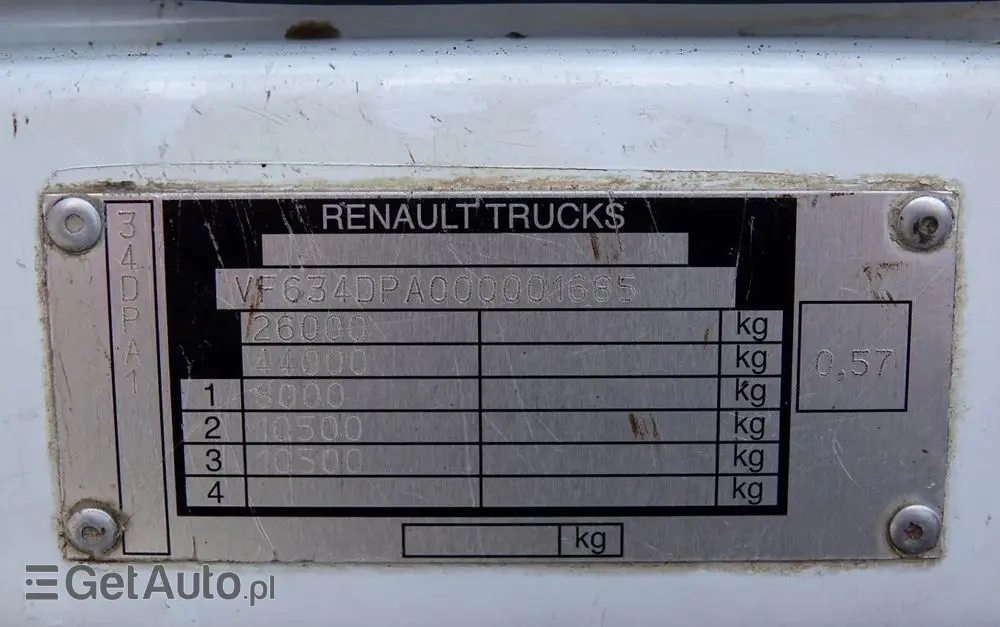 RENAULT TRUCKS
34DPA1
VF634DPA000001685
26000 kg
44000 kg
1 8000 kg
2 10500 kg
3 10500 kg
4 kg
0,57
kg
GetAuto.pl